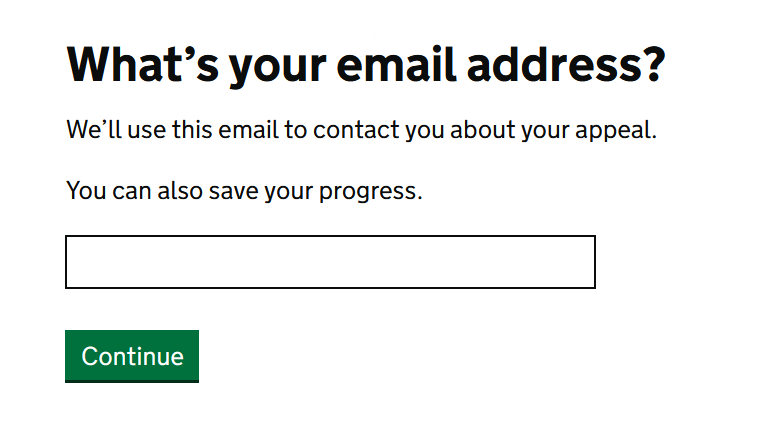 What’s your email address?
We’ll use this email to contact you about your appeal.
You can also save your progress.
Continue